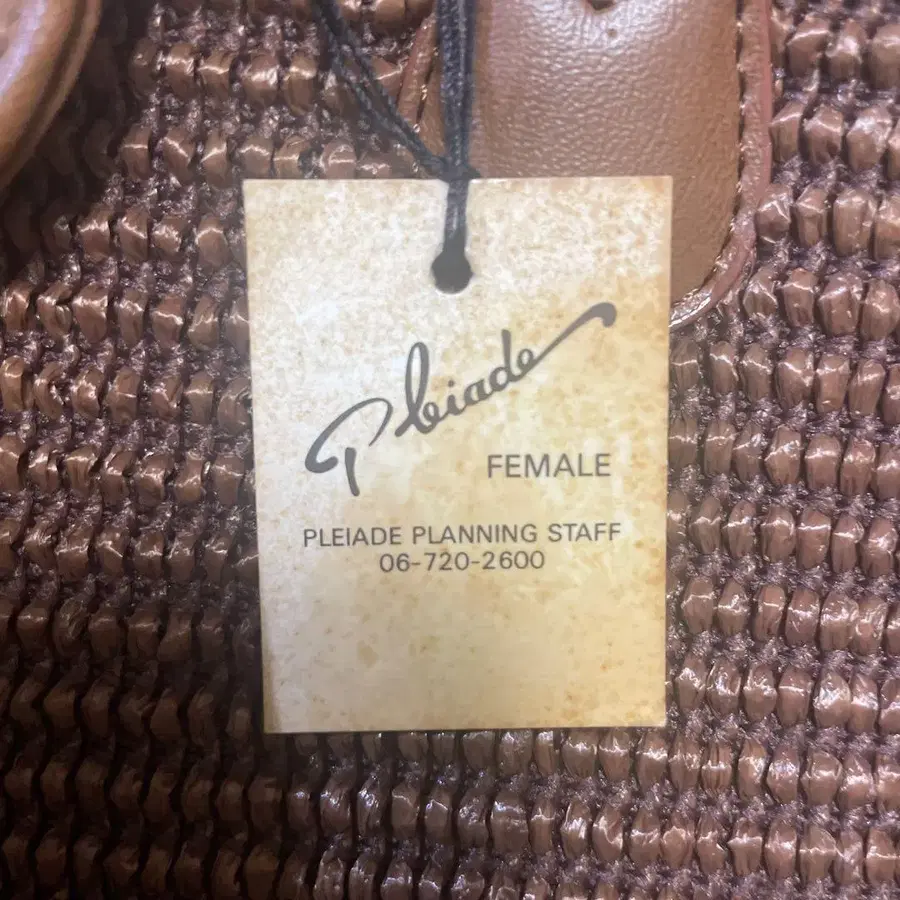 Pleiade
FEMALE
PLEIADE PLANNING STAFF
06-720-2600